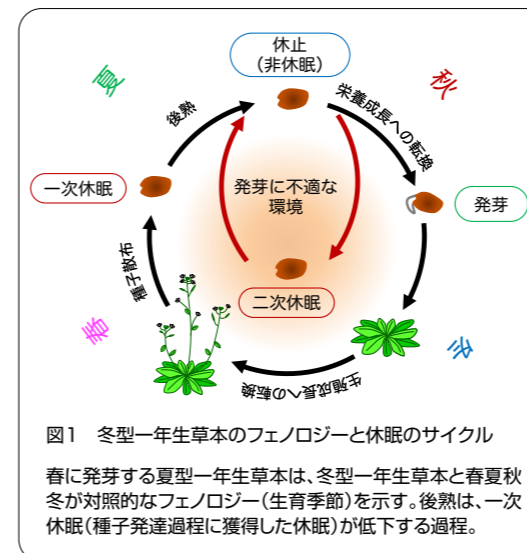 夏
秋
休止
(非休眠)
後熟
栄養成長への転換
一次休眠
発芽に不適な
環境
発芽
二次休眠
種子散布
春
冬
生殖成長への転換
図1 冬型一年生草本のフェノロジーと休眠のサイクル
春に発芽する夏型一年生草本は、冬型一年生草本と春夏秋
冬が対照的なフェノロジー(生育季節)を示す。後熟は、一次
休眠(種子発達過程に獲得した休眠)が低下する過程。